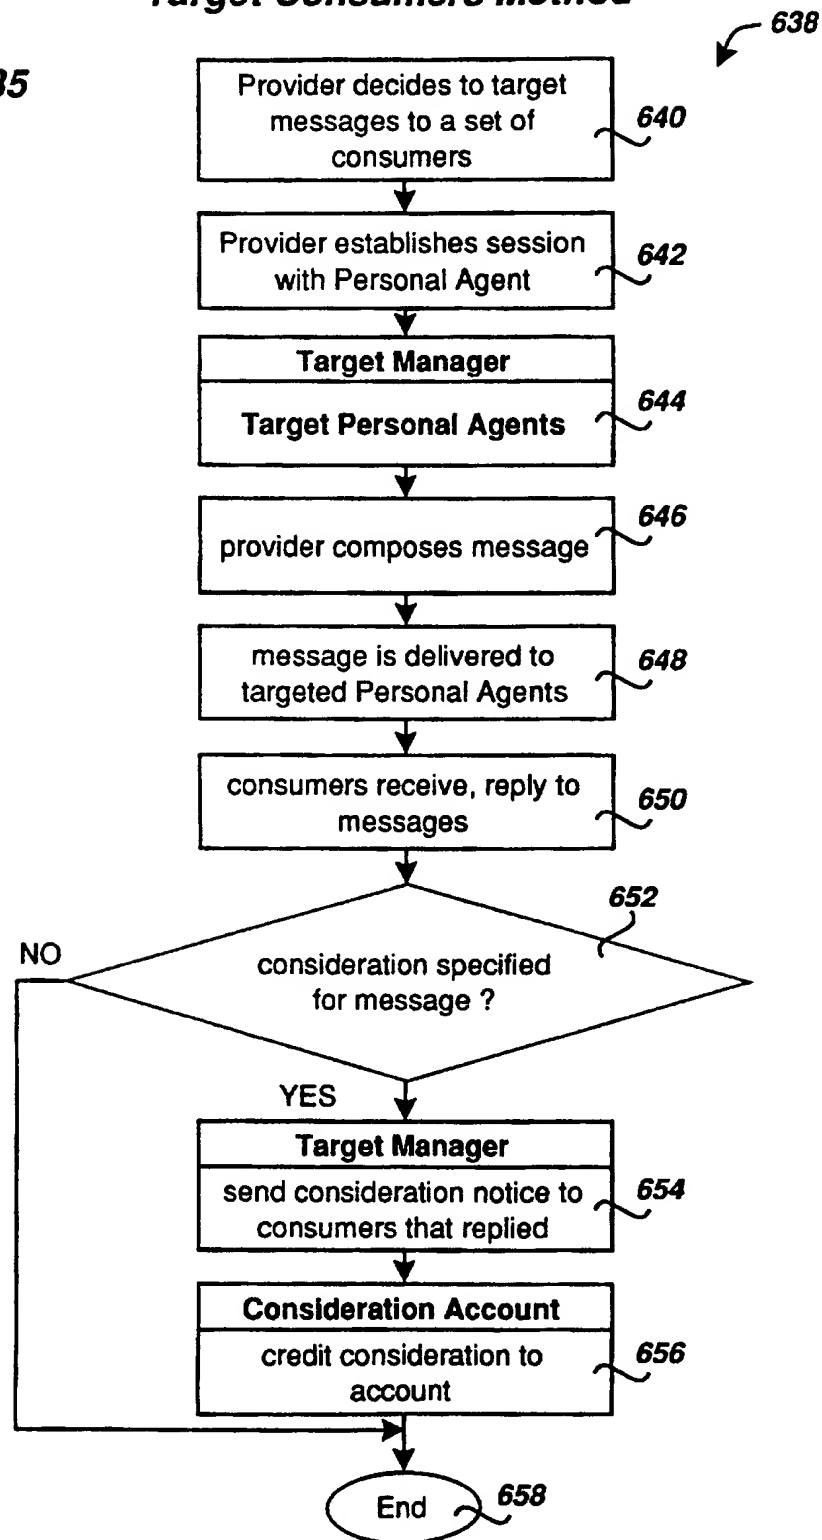 Target Consumers Method
638
35
Provider decides to target
messages to a set of
consumers
640
Provider establishes session
with Personal Agent
642
Target Manager
Target Personal Agents
644
provider composes message
646
message is delivered to
targeted Personal Agents
648
consumers receive, reply to
messages
650
652
consideration specified
for message ?
NO
YES
Target Manager
send consideration notice to
consumers that replied
654
Consideration Account
credit consideration to
account
656
End
658